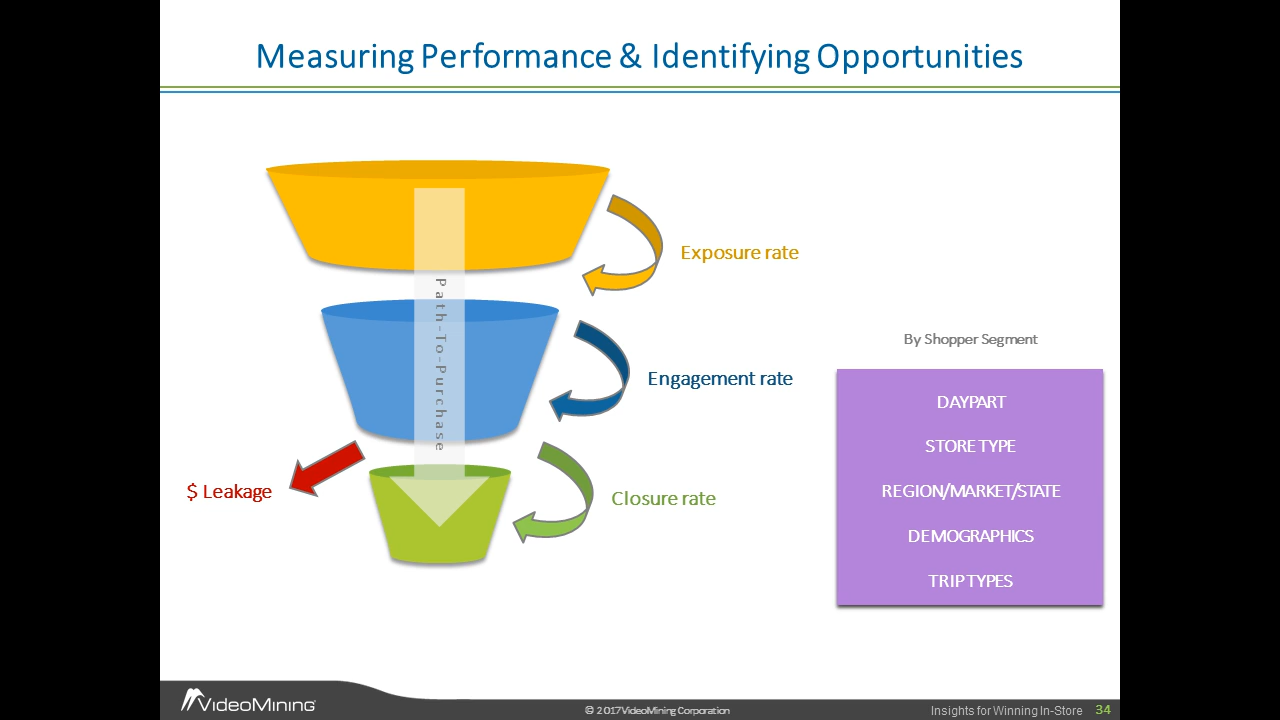 Measuring Performance & Identifying Opportunities
Exposure rate
Path-To-Purchase
Engagement rate
$ Leakage
Closure rate
By Shopper Segment
DAYPART
STORE TYPE
REGION/MARKET/STATE
DEMOGRAPHICS
TRIP TYPES
VideoMining
© 2017 VideoMining Corporation
Insights for Winning In-Store 34